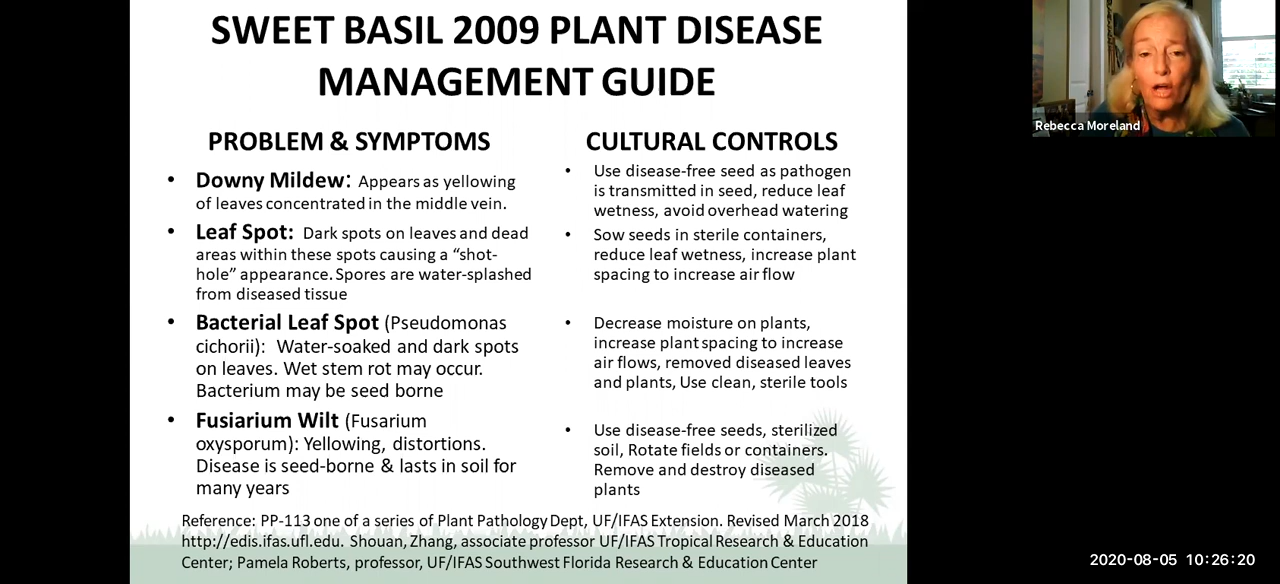 SWEET BASIL 2009 PLANT DISEASE
MANAGEMENT GUIDE
PROBLEM & SYMPTOMS
• Downy Mildew: Appears as yellowing
of leaves concentrated in the middle vein.
• Leaf Spot: Dark spots on leaves and dead
areas within these spots causing a “shot-
hole” appearance. Spores are water-splashed
from diseased tissue
• Bacterial Leaf Spot (Pseudomonas
cichorii): Water-soaked and dark spots
on leaves. Wet stem rot may occur.
Bacterium may be seed borne
• Fusiarium Wilt (Fusarium
oxysporum): Yellowing, distortions.
Disease is seed-borne & lasts in soil for
many years
CULTURAL CONTROLS
• Use disease-free seed as pathogen
is transmitted in seed, reduce leaf
wetness, avoid overhead watering
• Sow seeds in sterile containers,
reduce leaf wetness, increase plant
spacing to increase air flow
• Decrease moisture on plants,
increase plant spacing to increase
air flows, removed diseased leaves
and plants, Use clean, sterile tools
• Use disease-free seeds, sterilized
soil, Rotate fields or containers.
Remove and destroy diseased
plants
Reference: PP-113 one of a series of Plant Pathology Dept, UF/IFAS Extension. Revised March 2018
http://edis.ifas.ufl.edu. Shouan, Zhang, associate professor UF/IFAS Tropical Research & Education
Center; Pamela Roberts, professor, UF/IFAS Southwest Florida Research & Education Center
Rebecca Moreland
2020-08-05 10:26:20